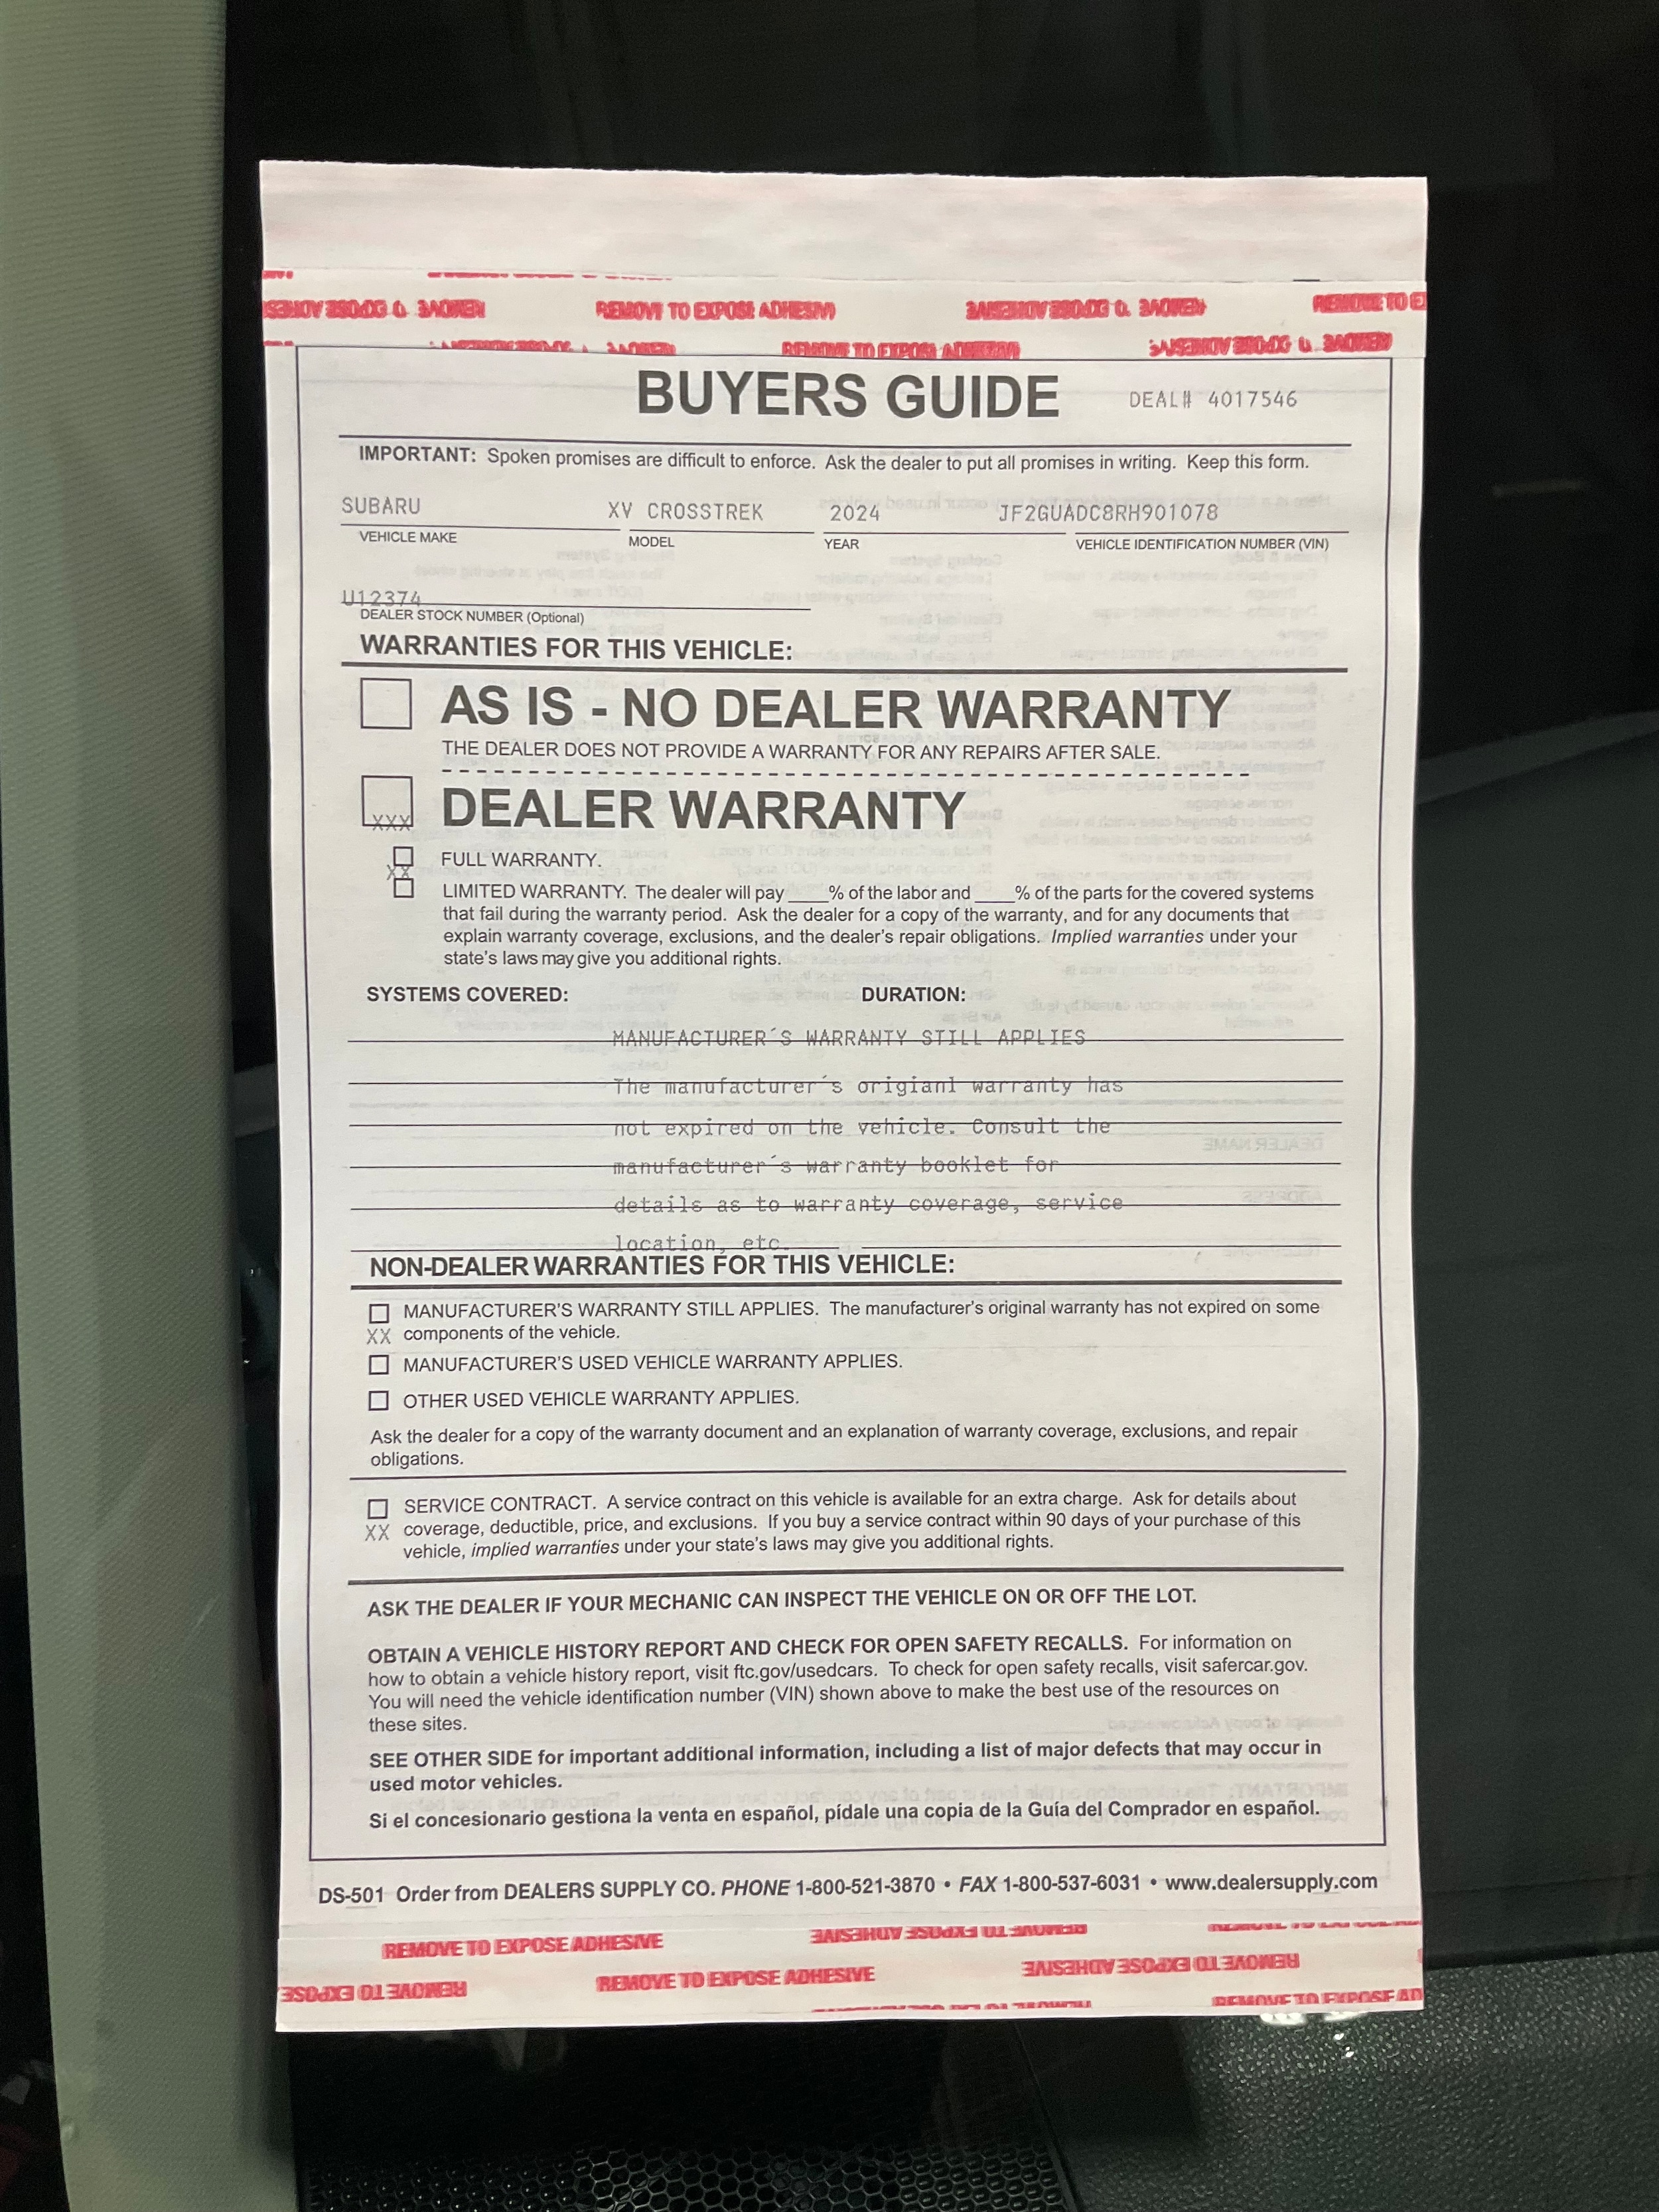 REMOVE TO EXPOSE ADHESIVE
BUYERS GUIDE DEAL# 4017546
IMPORTANT: Spoken promises are difficult to enforce. Ask the dealer to put all promises in writing. Keep this form.
SUBARU XV CROSSTREK 2024 JF2GUADC8RH901078
VEHICLE MAKE MODEL YEAR VEHICLE IDENTIFICATION NUMBER (VIN)
U12374
DEALER STOCK NUMBER (Optional)
WARRANTIES FOR THIS VEHICLE:
AS IS - NO DEALER WARRANTY
THE DEALER DOES NOT PROVIDE A WARRANTY FOR ANY REPAIRS AFTER SALE.
XXX DEALER WARRANTY
FULL WARRANTY.
XX
LIMITED WARRANTY. The dealer will pay ____% of the labor and ____% of the parts for the covered systems
that fail during the warranty period. Ask the dealer for a copy of the warranty, and for any documents that
explain warranty coverage, exclusions, and the dealer's repair obligations. Implied warranties under your
state's laws may give you additional rights.
SYSTEMS COVERED: DURATION:
MANUFACTURER´S WARRANTY STILL APPLIES
The manufacturer´s origianl warranty has
not expired on the vehicle. Consult the
manufacturer´s warranty booklet for
details as to warranty coverage, service
location, etc.
NON-DEALER WARRANTIES FOR THIS VEHICLE:
MANUFACTURER'S WARRANTY STILL APPLIES. The manufacturer's original warranty has not expired on some
XX components of the vehicle.
MANUFACTURER'S USED VEHICLE WARRANTY APPLIES.
OTHER USED VEHICLE WARRANTY APPLIES.
Ask the dealer for a copy of the warranty document and an explanation of warranty coverage, exclusions, and repair
obligations.
SERVICE CONTRACT. A service contract on this vehicle is available for an extra charge. Ask for details about
XX coverage, deductible, price, and exclusions. If you buy a service contract within 90 days of your purchase of this
vehicle, implied warranties under your state's laws may give you additional rights.
ASK THE DEALER IF YOUR MECHANIC CAN INSPECT THE VEHICLE ON OR OFF THE LOT.
OBTAIN A VEHICLE HISTORY REPORT AND CHECK FOR OPEN SAFETY RECALLS. For information on
how to obtain a vehicle history report, visit ftc.gov/usedcars. To check for open safety recalls, visit safercar.gov.
You will need the vehicle identification number (VIN) shown above to make the best use of the resources on
these sites.
SEE OTHER SIDE for important additional information, including a list of major defects that may occur in
used motor vehicles.
Si el concesionario gestiona la venta en español, pídale una copia de la Guía del Comprador en español.
DS-501 Order from DEALERS SUPPLY CO. PHONE 1-800-521-3870 • FAX 1-800-537-6031 • www.dealersupply.com
REMOVE TO EXPOSE ADHESIVE REMOVE TO EXPOSE ADHESIVE
REMOVE TO EXPOSE REMOVE TO EXPOSE ADHESIVE REMOVE TO EXPOSE ADHESIVE